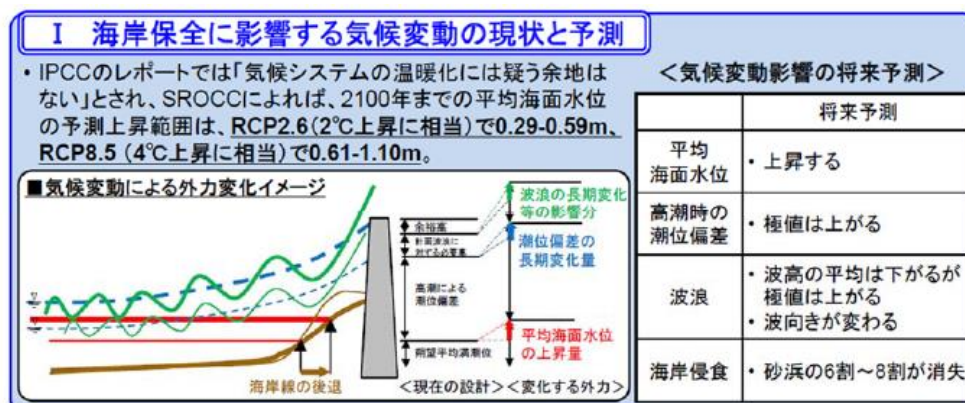 I 海岸保全に影響する気候変動の現状と予測
・IPCCのレポートでは「気候システムの温暖化には疑う余地は
ない」とされ、SROCCによれば、2100年までの平均海面水位
の予測上昇範囲は、RCP2.6(2℃上昇に相当)で0.29-0.59m、
RCP8.5 (4℃上昇に相当)で0.61-1.10m。
■気候変動による外力変化イメージ
余裕高
計画波浪に
対する必要高
高潮による
潮位偏差
朔望平均満潮位
<現在の設計>
波浪の長期変化
等の影響分
潮位偏差の
長期変化量
平均海面水位
の上昇量
<変化する外力>
海岸線の後退
<気候変動影響の将来予測>
将来予測
平均
海面水位
・上昇する
高潮時の
潮位偏差
・極値は上がる
波浪
・波高の平均は下がるが
極値は上がる
・波向きが変わる
海岸侵食
・砂浜の6割~8割が消失